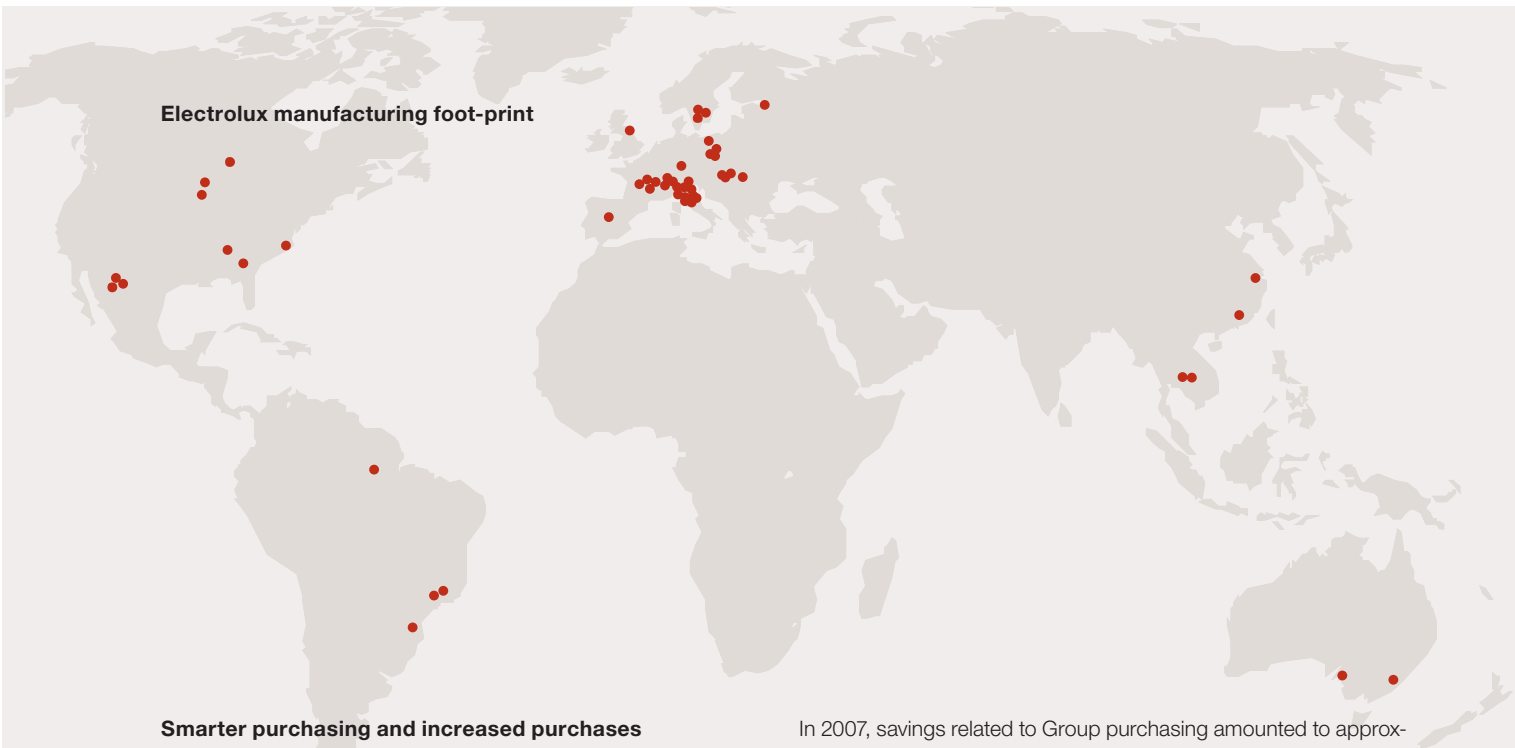 Electrolux manufacturing foot-print
Smarter purchasing and increased purchases
In 2007, savings related to Group purchasing amounted to approx-